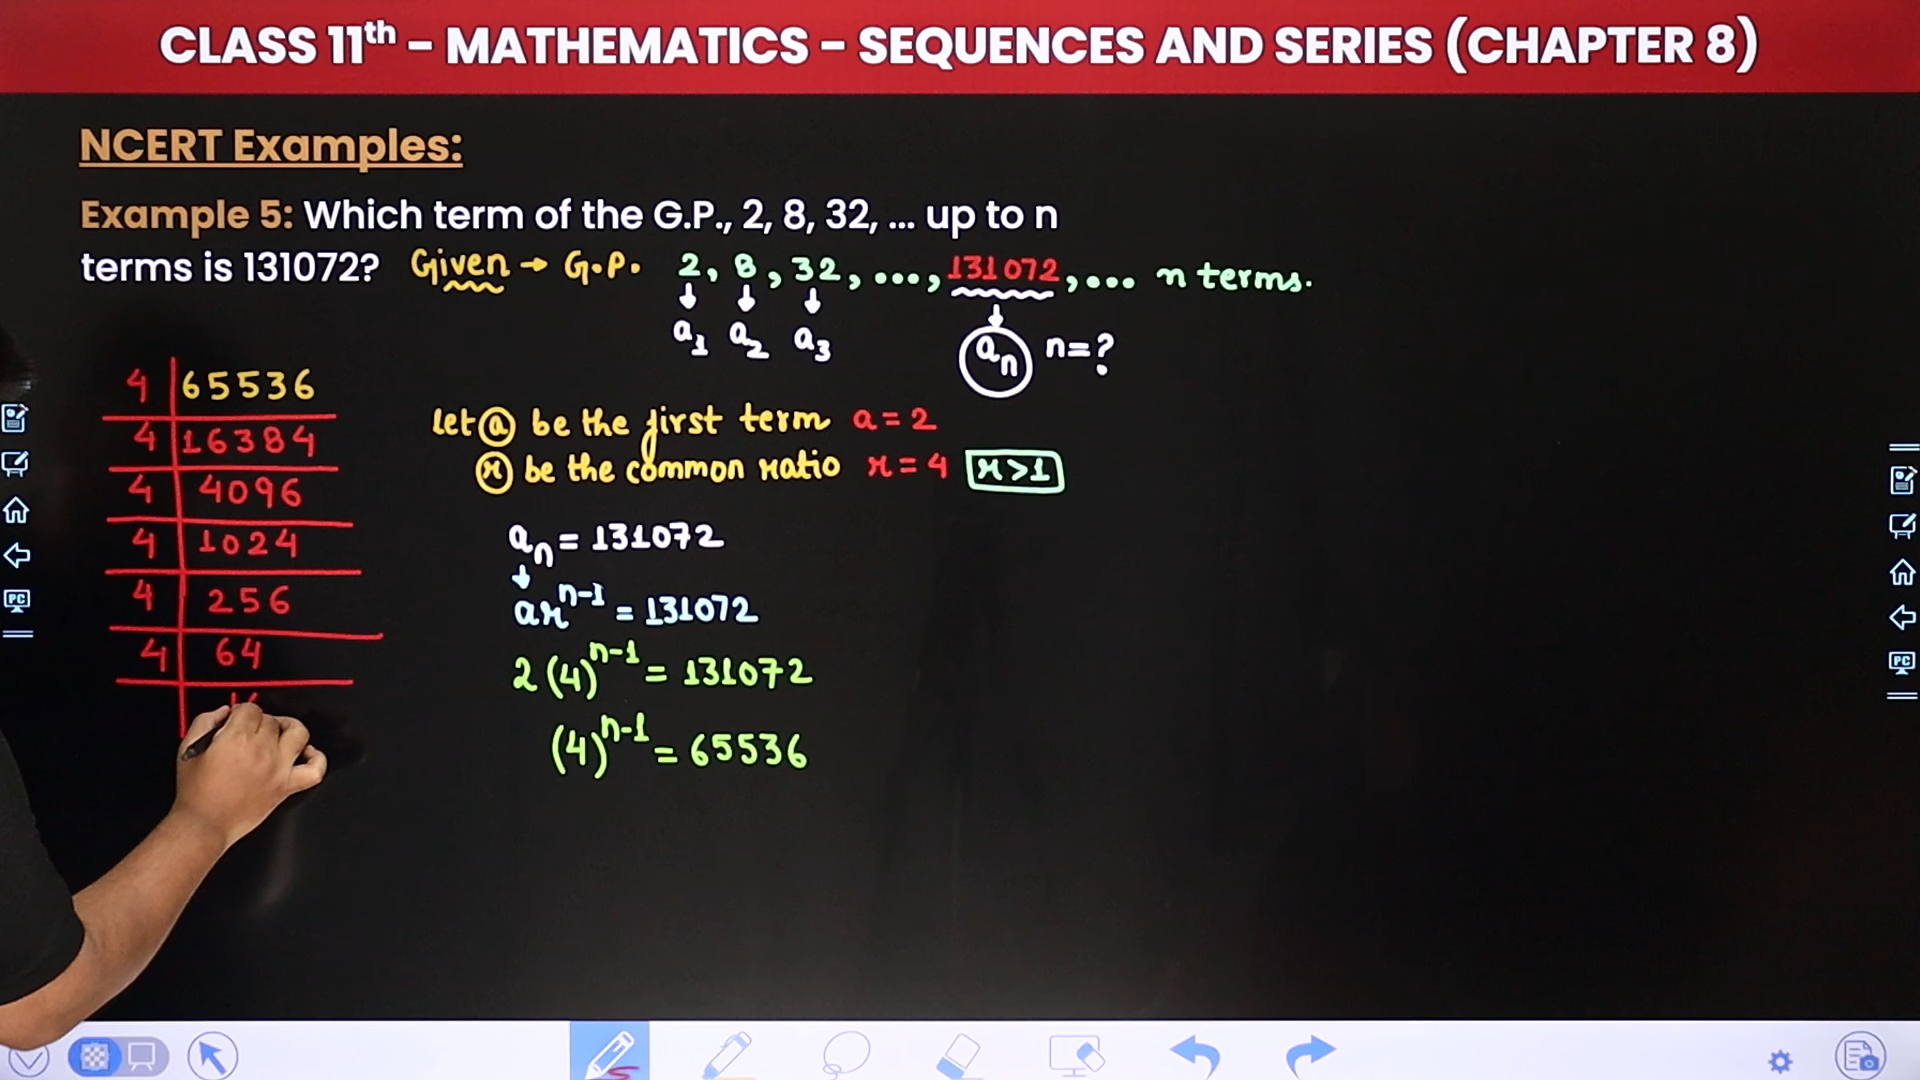 CLASS 11th - MATHEMATICS - SEQUENCES AND SERIES (CHAPTER 8)
NCERT Examples:
Example 5: Which term of the G.P., 2, 8, 32, ... up to n
terms is 131072?
Given → G.P. 2, 8, 32, ..., 131072, ... n terms.
↓ ↓ ↓ ↓
a₁ a₂ a₃ aₙ n=?
4 | 65536
4 | 16384
4 | 4096
4 | 1024
4 | 256
4 | 64
let a be the first term a = 2
r be the common ratio r = 4 r>1
aₙ = 131072
↓
arⁿ⁻¹ = 131072
2(4)ⁿ⁻¹ = 131072
(4)ⁿ⁻¹ = 65536
PC
PC